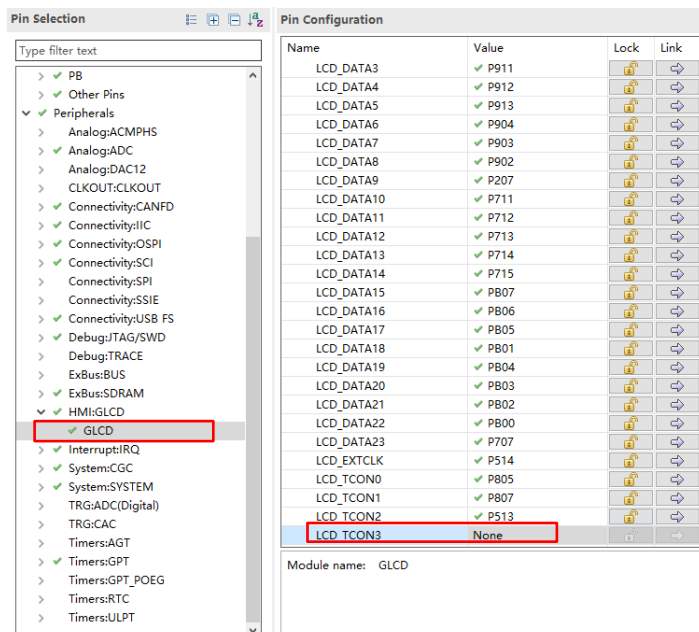 Pin Selection
Type filter text
PB
Other Pins
Peripherals
Analog:ACMPHS
Analog:ADC
Analog:DAC12
CLKOUT:CLKOUT
Connectivity:CANFD
Connectivity:IIC
Connectivity:OSPI
Connectivity:SCI
Connectivity:SPI
Connectivity:SSIE
Connectivity:USB FS
Debug:JTAG/SWD
Debug:TRACE
ExBus:BUS
ExBus:SDRAM
HMI:GLCD
GLCD
Interrupt:IRQ
System:CGC
System:SYSTEM
TRG:ADC(Digital)
TRG:CAC
Timers:AGT
Timers:GPT
Timers:GPT_POEG
Timers:RTC
Timers:ULPT
Pin Configuration
Name Value Lock Link
LCD_DATA3 P911
LCD_DATA4 P912
LCD_DATA5 P913
LCD_DATA6 P904
LCD_DATA7 P903
LCD_DATA8 P902
LCD_DATA9 P207
LCD_DATA10 P711
LCD_DATA11 P712
LCD_DATA12 P713
LCD_DATA13 P714
LCD_DATA14 P715
LCD_DATA15 PB07
LCD_DATA16 PB06
LCD_DATA17 PB05
LCD_DATA18 PB01
LCD_DATA19 PB04
LCD_DATA20 PB03
LCD_DATA21 PB02
LCD_DATA22 PB00
LCD_DATA23 P707
LCD_EXTCLK P514
LCD_TCON0 P805
LCD_TCON1 P807
LCD_TCON2 P513
LCD_TCON3 None
Module name: GLCD